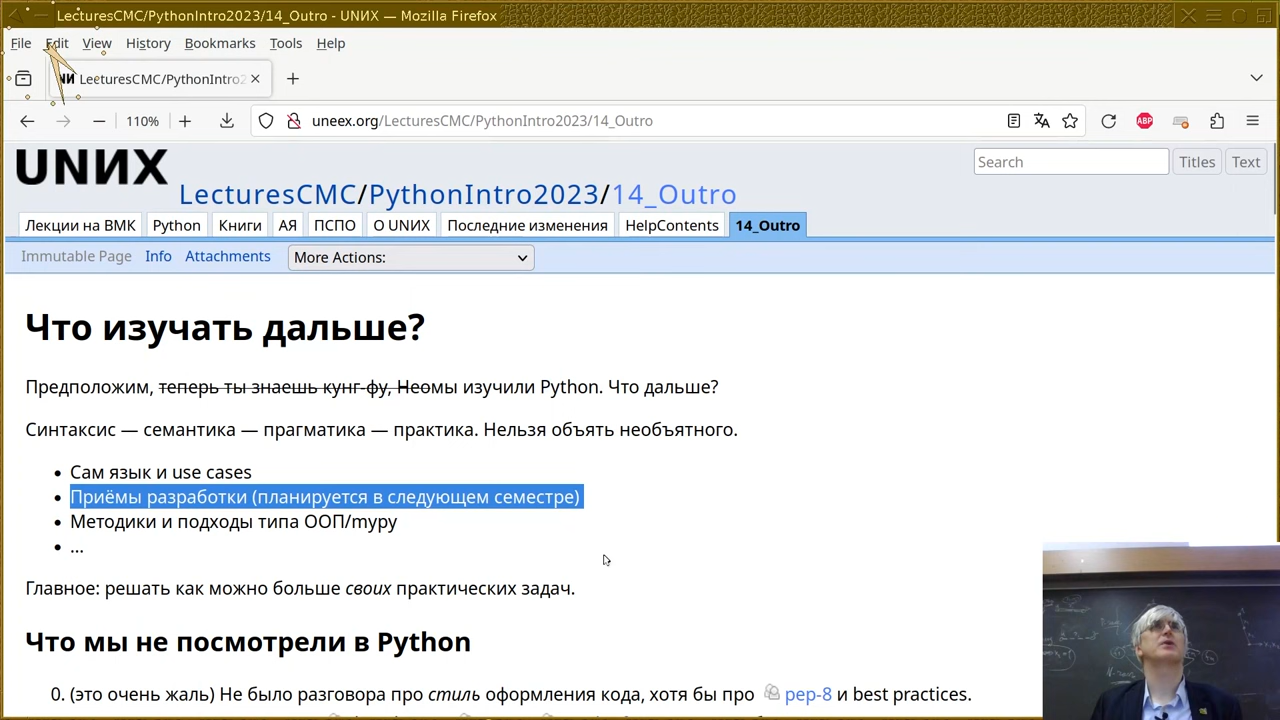 LecturesCMC/PythonIntro2023/14_Outro - UNИX — Mozilla Firefox
File Edit View History Bookmarks Tools Help
LecturesCMC/PythonIntro2
110% uneex.org/LecturesCMC/PythonIntro2023/14_Outro ABP
UNИX LecturesCMC/PythonIntro2023/14_Outro Search Titles Text
Лекции на ВМК Python Книги АЯ ПСПО О UNИX Последние изменения HelpContents 14_Outro
Immutable Page Info Attachments More Actions:
Что изучать дальше?
Предположим, теперь ты знаешь кунг-фу, Неомы изучили Python. Что дальше?
Синтаксис — семантика — прагматика — практика. Нельзя объять необъятного.
• Сам язык и use cases
• Приёмы разработки (планируется в следующем семестре)
• Методики и подходы типа ООП/mypy
• ...
Главное: решать как можно больше своих практических задач.
Что мы не посмотрели в Python
0. (это очень жаль) Не было разговора про стиль оформления кода, хотя бы про pep-8 и best practices.